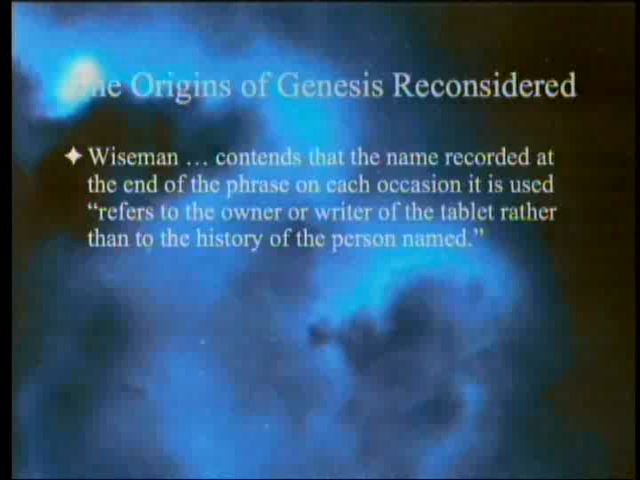 The Origins of Genesis Reconsidered
Wiseman … contends that the name recorded at
the end of the phrase on each occasion it is used
“refers to the owner or writer of the tablet rather
than to the history of the person named.”